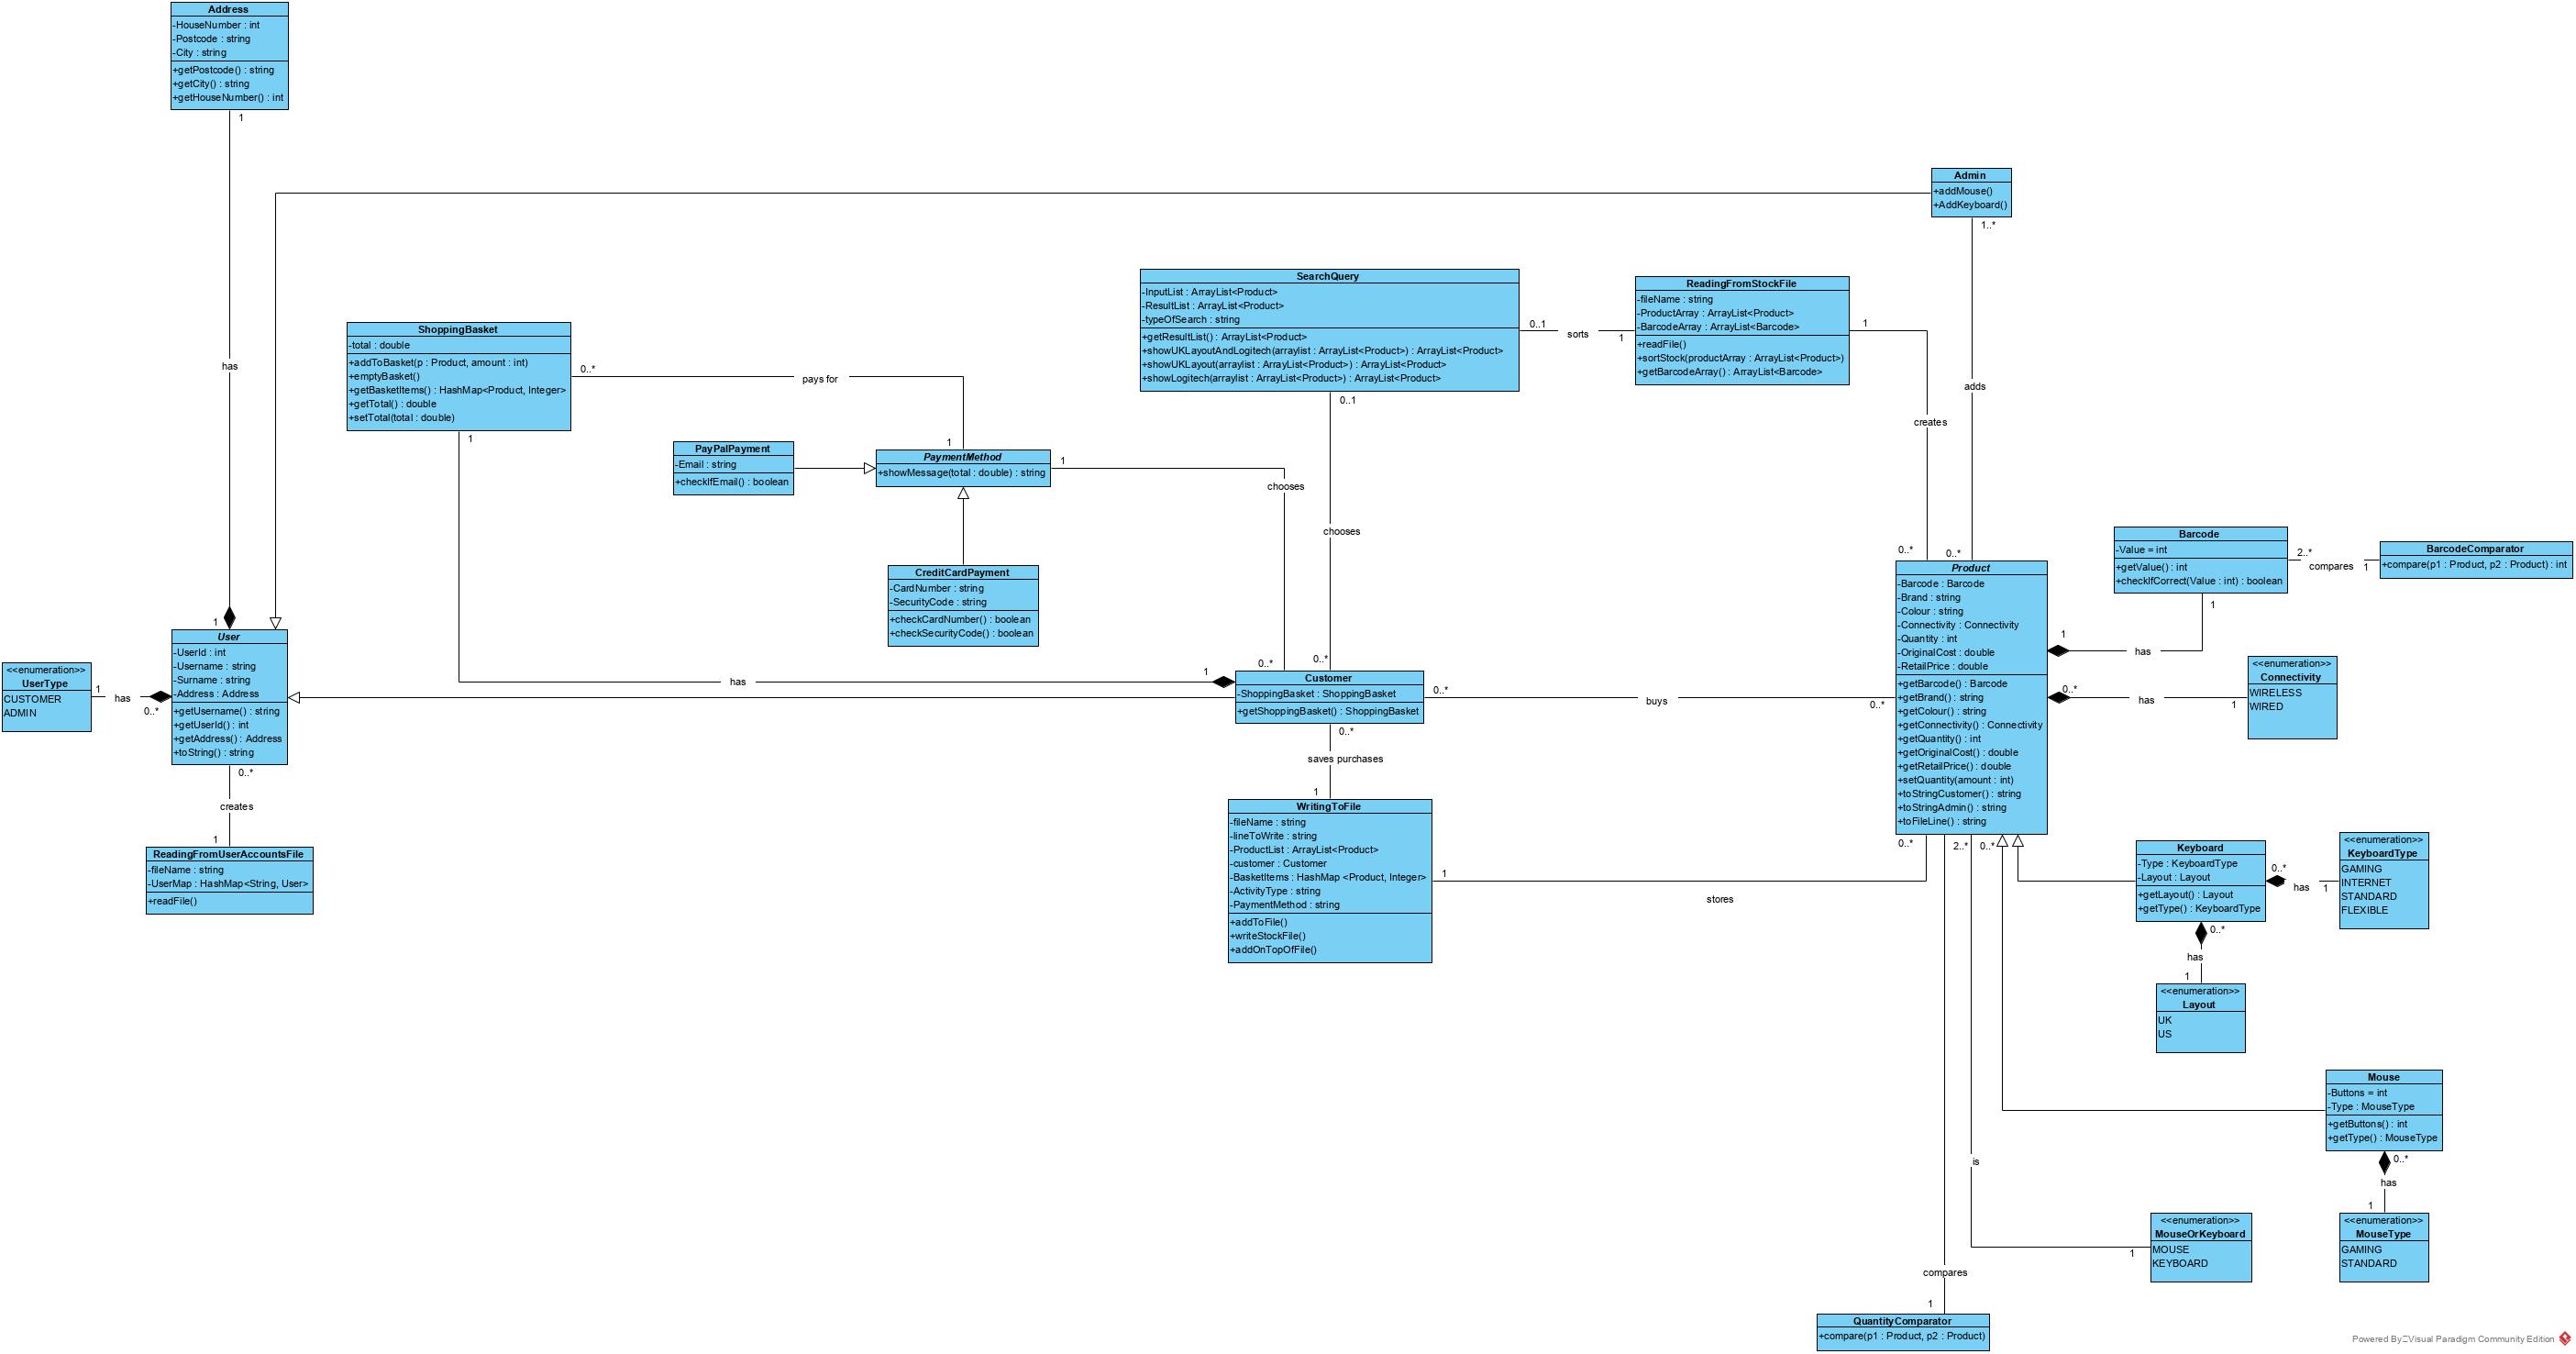 Address
-HouseNumber : int
-Postcode : string
-City : string
+getPostcode() : string
+getCity() : string
+getHouseNumber() : int
1
has
1
Admin
+addMouse()
+AddKeyboard()
1..*
adds
0..*
SearchQuery
-InputList : ArrayList<Product>
-ResultList : ArrayList<Product>
-typeOfSearch : string
+getResultList() : ArrayList<Product>
+showUKLayoutAndLogitech(arraylist : ArrayList<Product>) : ArrayList<Product>
+showUKLayout(arraylist : ArrayList<Product>) : ArrayList<Product>
+showLogitech(arraylist : ArrayList<Product>) : ArrayList<Product>
0..1
sorts
1
ReadingFromStockFile
-fileName : string
-ProductArray : ArrayList<Product>
-BarcodeArray : ArrayList<Barcode>
+readFile()
+sortStock(productArray : ArrayList<Product>)
+getBarcodeArray() : ArrayList<Barcode>
1
creates
0..*
ShoppingBasket
-total : double
+addToBasket(p : Product, amount : int)
+emptyBasket()
+getBasketItems() : HashMap<Product, Integer>
+getTotal() : double
+setTotal(total : double)
0..*
pays for
1
1
has
1
0..1
chooses
0..*
PayPalPayment
-Email : string
+checkIfEmail() : boolean
PaymentMethod
+showMessage(total : double) : string
1
chooses
0..*
CreditCardPayment
-CardNumber : string
-SecurityCode : string
+checkCardNumber() : boolean
+checkSecurityCode() : boolean
Barcode
-Value = int
+getValue() : int
+checkIfCorrect(Value : int) : boolean
2..*
compares
1
BarcodeComparator
+compare(p1 : Product, p2 : Product) : int
1
has
1
Product
-Barcode : Barcode
-Brand : string
-Colour : string
-Connectivity : Connectivity
-Quantity : int
-OriginalCost : double
-RetailPrice : double
+getBarcode() : Barcode
+getBrand() : string
+getColour() : string
+getConnectivity() : Connectivity
+getQuantity() : int
+getOriginalCost() : double
+getRetailPrice() : double
+setQuantity(amount : int)
+toStringCustomer() : string
+toStringAdmin() : string
+toFileLine() : string
0..*
has
1
<<enumeration>>
Connectivity
WIRELESS
WIRED
User
-UserId : int
-Username : string
-Surname : string
-Address : Address
+getUsername() : string
+getUserId() : int
+getAddress() : Address
+toString() : string
<<enumeration>>
UserType
CUSTOMER
ADMIN
1
has
0..*
0..*
creates
1
ReadingFromUserAccountsFile
-fileName : string
-UserMap : HashMap<String, User>
+readFile()
Customer
-ShoppingBasket : ShoppingBasket
+getShoppingBasket() : ShoppingBasket
0..*
buys
0..*
0..*
saves purchases
1
WritingToFile
-fileName : string
-lineToWrite : string
-ProductList : ArrayList<Product>
-customer : Customer
-BasketItems : HashMap <Product, Integer>
-ActivityType : string
-PaymentMethod : string
+addToFile()
+writeStockFile()
+addOnTopOfFile()
1
stores
0..*
2..*
0..*
Keyboard
-Type : KeyboardType
-Layout : Layout
+getLayout() : Layout
+getType() : KeyboardType
0..*
has
1
<<enumeration>>
KeyboardType
GAMING
INTERNET
STANDARD
FLEXIBLE
0..*
has
1
<<enumeration>>
Layout
UK
US
Mouse
-Buttons = int
-Type : MouseType
+getButtons() : int
+getType() : MouseType
0..*
has
1
<<enumeration>>
MouseType
GAMING
STANDARD
is
1
<<enumeration>>
MouseOrKeyboard
MOUSE
KEYBOARD
compares
1
QuantityComparator
+compare(p1 : Product, p2 : Product)
Powered By Visual Paradigm Community Edition